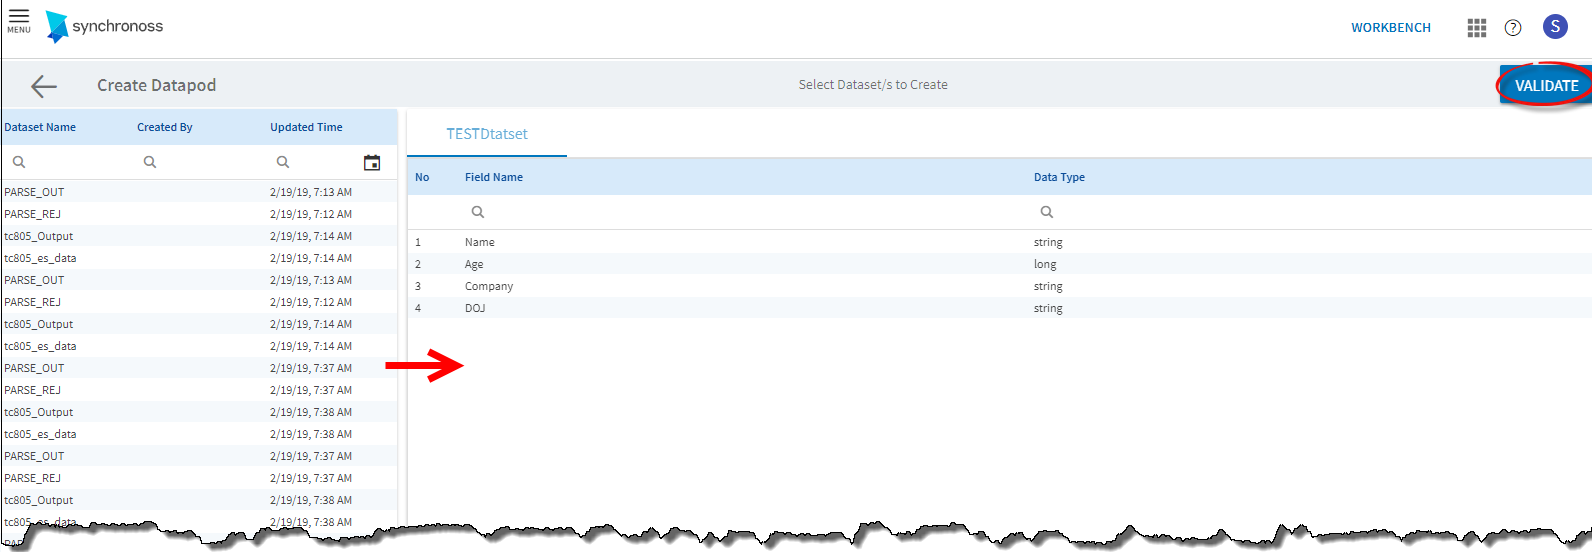 MENU
synchronoss
WORKBENCH
?
S
Create Datapod
Select Dataset/s to Create
VALIDATE
Dataset Name Created By Updated Time
PARSE_OUT 2/19/19, 7:13 AM
PARSE_REJ 2/19/19, 7:12 AM
tc805_Output 2/19/19, 7:14 AM
tc805_es_data 2/19/19, 7:14 AM
PARSE_OUT 2/19/19, 7:13 AM
PARSE_REJ 2/19/19, 7:12 AM
tc805_Output 2/19/19, 7:14 AM
tc805_es_data 2/19/19, 7:14 AM
PARSE_OUT 2/19/19, 7:37 AM
PARSE_REJ 2/19/19, 7:37 AM
tc805_Output 2/19/19, 7:38 AM
tc805_es_data 2/19/19, 7:38 AM
PARSE_OUT 2/19/19, 7:37 AM
PARSE_REJ 2/19/19, 7:37 AM
tc805_Output 2/19/19, 7:38 AM
tc805_es_data 2/19/19, 7:38 AM
TESTDtatset
No Field Name Data Type
1 Name string
2 Age long
3 Company string
4 DOJ string